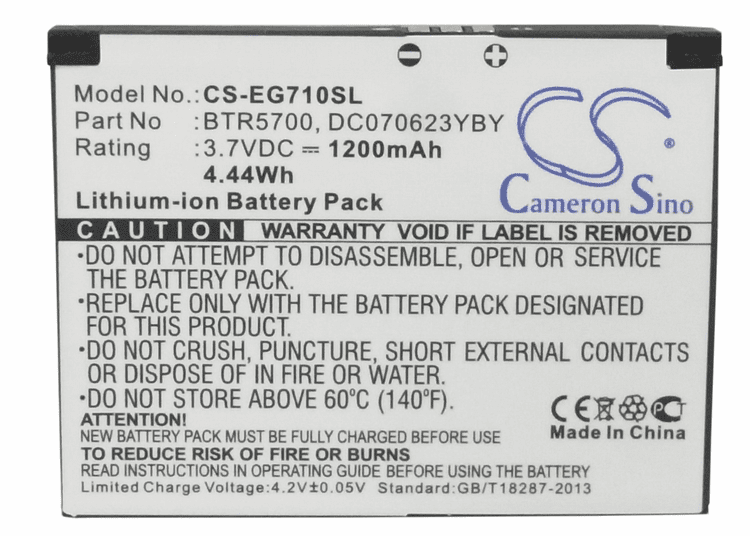 Model No.: CS-EG710SL
Part No : BTR5700, DC070623YBY
Rating : 3.7VDC ⎓ 1200mAh
4.44Wh
Lithium-ion Battery Pack
CS
Cameron Sino
CAUTION WARRANTY VOID IF LABEL IS REMOVED
·DO NOT ATTEMPT TO DISASSEMBLE, OPEN OR SERVICE
THE BATTERY PACK.
·REPLACE ONLY WITH THE BATTERY PACK DESIGNATED
FOR THIS PRODUCT.
·DO NOT CRUSH, PUNCTURE, SHORT EXTERNAL CONTACTS
OR DISPOSE OF IN FIRE OR WATER.
·DO NOT STORE ABOVE 60°C (140°F).
CE PCT
Made In China
ATTENTION!
NEW BATTERY PACK MUST BE FULLY CHARGED BEFORE USE
TO REDUCE RISK OF FIRE OR BURNS
READ INSTRUCTIONS IN OPERATING GUIDE BEFORE USING THE BATTERY
Limited Charge Voltage:4.2V±0.05V Standard:GB/T18287-2013